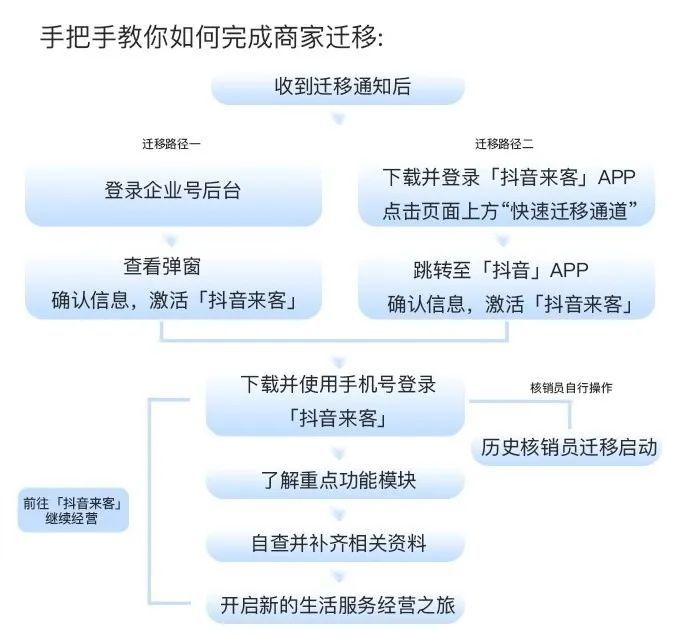 手把手教你如何完成商家迁移:
收到迁移通知后
迁移路径一
登录企业号后台
查看弹窗
确认信息，激活「抖音来客」
迁移路径二
下载并登录「抖音来客」APP
点击页面上方“快速迁移通道”
跳转至「抖音」APP
确认信息，激活「抖音来客」
下载并使用手机号登录
「抖音来客」
核销员自行操作
历史核销员迁移启动
了解重点功能模块
前往「抖音来客」
继续经营
自查并补齐相关资料
开启新的生活服务经营之旅